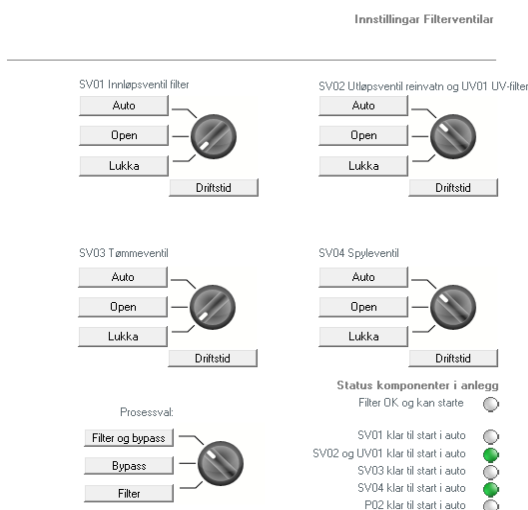 Innstillingar Filterventilar
SV01 Innløpsventil filter
Auto
Open
Lukka
Driftstid
SV02 Utløpsventil reinvatn og UV01 UV-filter
Auto
Open
Lukka
Driftstid
SV03 Tømmeventil
Auto
Open
Lukka
Driftstid
SV04 Spyleventil
Auto
Open
Lukka
Driftstid
Prosessval:
Filter og bypass
Bypass
Filter
Status komponenter i anlegg
Filter OK og kan starte
SV01 klar til start i auto
SV02 og UV01 klar til start i auto
SV03 klar til start i auto
SV04 klar til start i auto
P02 klar til start i auto